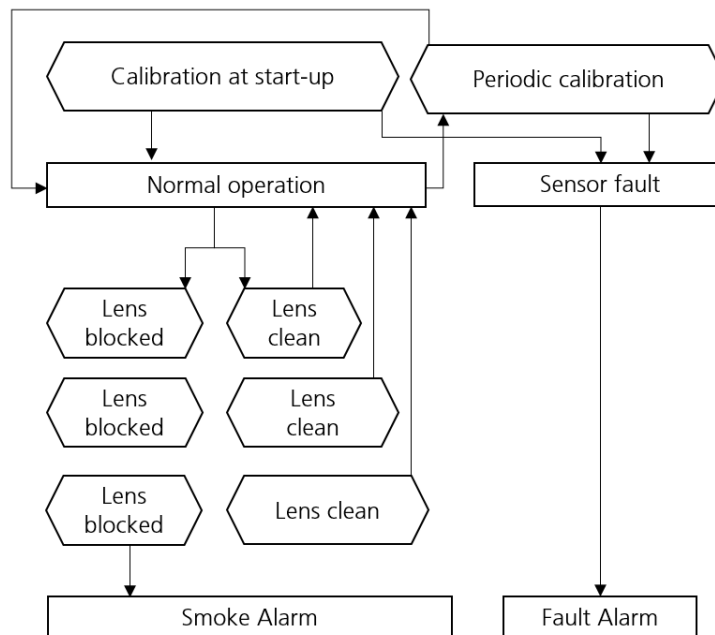 Calibration at start-up
Periodic calibration
Normal operation
Sensor fault
Lens
blocked
Lens
clean
Lens
blocked
Lens
clean
Lens
blocked
Lens clean
Smoke Alarm
Fault Alarm